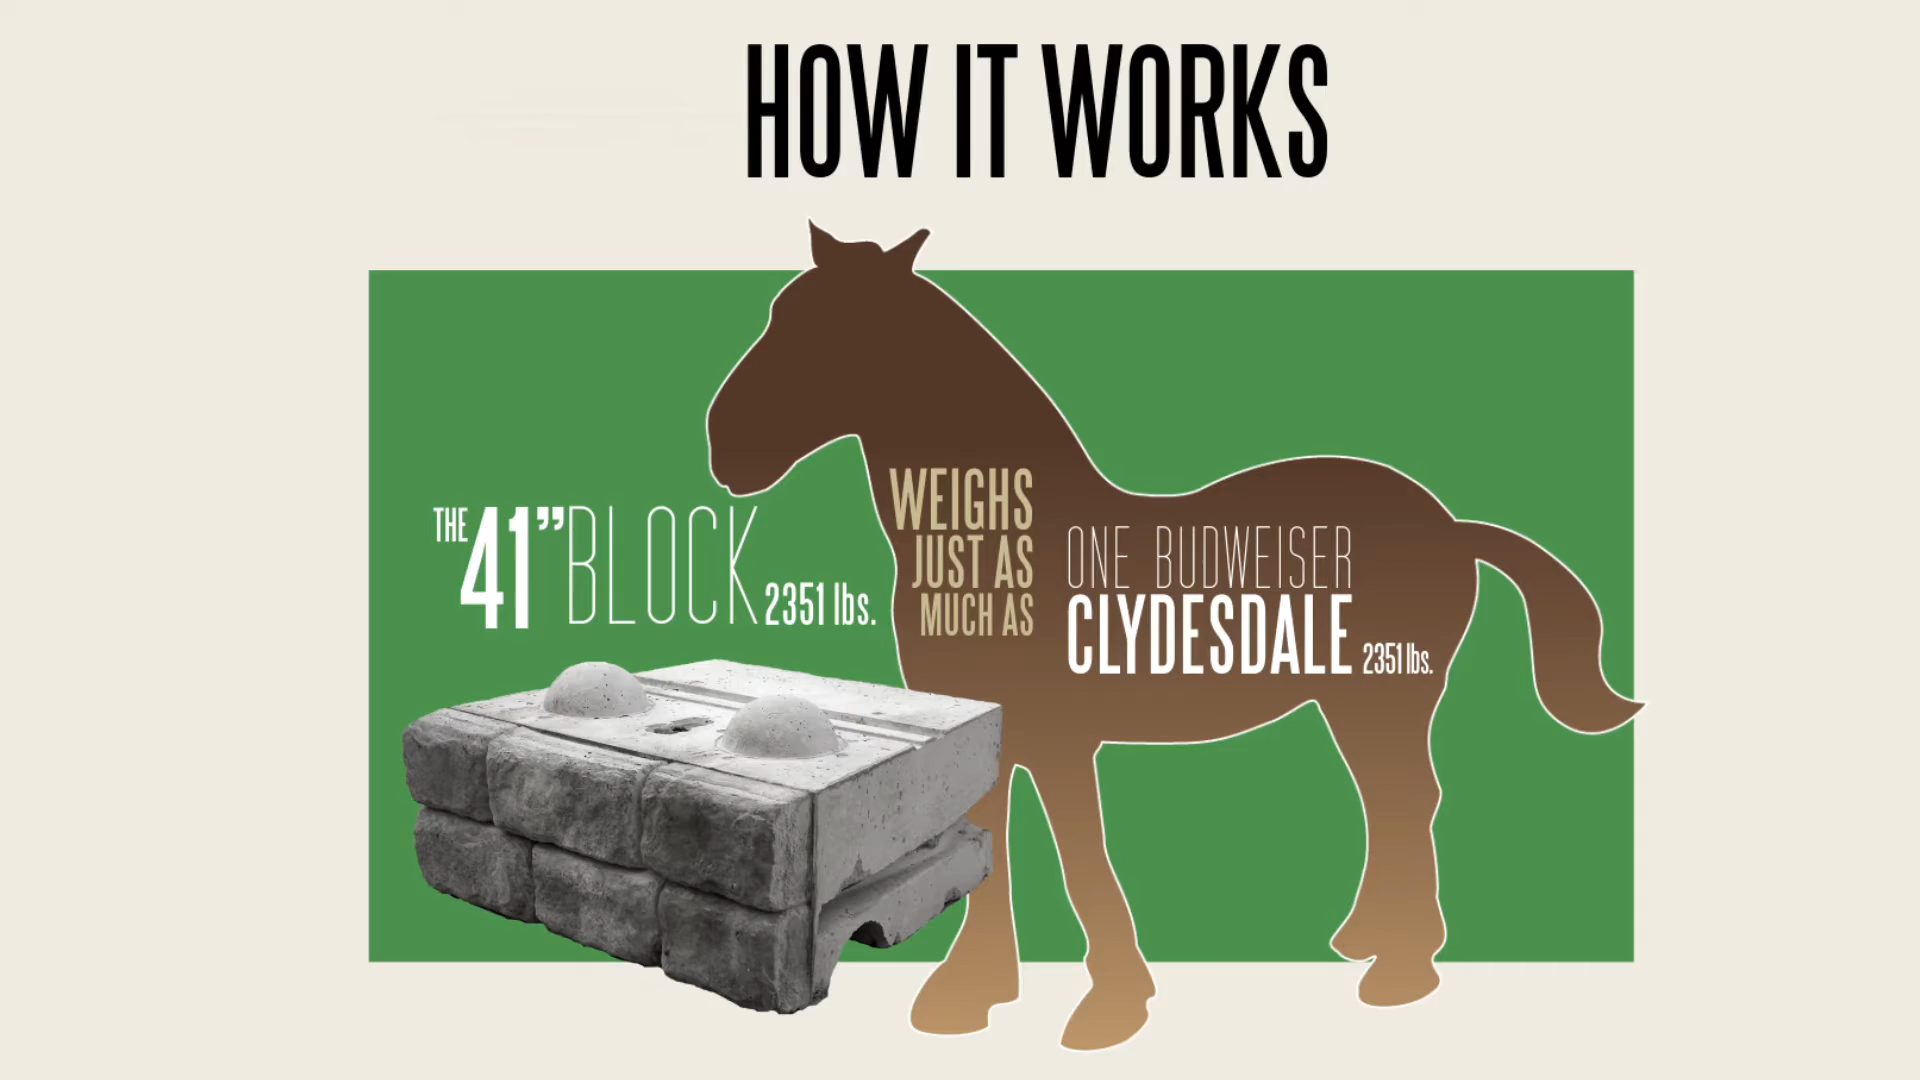 HOW IT WORKS
THE 41” BLOCK 2351 lbs.
WEIGHS
JUST AS
MUCH AS
ONE BUDWEISER
CLYDESDALE 2351 lbs.